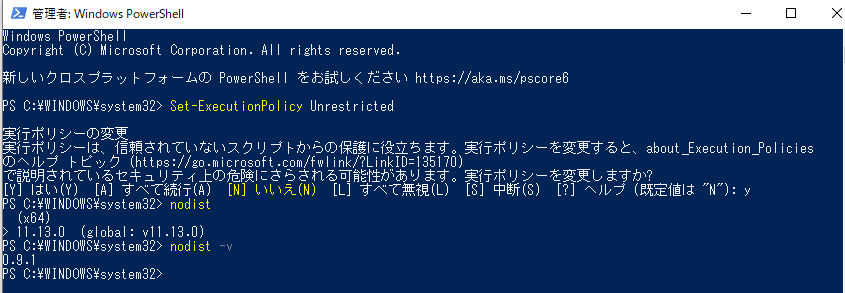 管理者: Windows PowerShell
Windows PowerShell
Copyright (C) Microsoft Corporation. All rights reserved.
新しいクロスプラットフォームの PowerShell をお試しください https://aka.ms/pscore6
PS C:¥WINDOWS¥system32> Set-ExecutionPolicy Unrestricted
実行ポリシーの変更
実行ポリシーは、信頼されていないスクリプトからの保護に役立ちます。実行ポリシーを変更すると、about_Execution_Policies
のヘルプ トピック (https://go.microsoft.com/fwlink/?LinkID=135170)
で説明されているセキュリティ上の危険にさらされる可能性があります。実行ポリシーを変更しますか?
[Y] はい(Y)  [A] すべて続行(A)  [N] いいえ(N)  [L] すべて無視(L)  [S] 中断(S)  [?] ヘルプ (既定値は "N"): y
PS C:¥WINDOWS¥system32> nodist
  (x64)
> 11.13.0  (global: v11.13.0)
PS C:¥WINDOWS¥system32> nodist -v
0.9.1
PS C:¥WINDOWS¥system32>